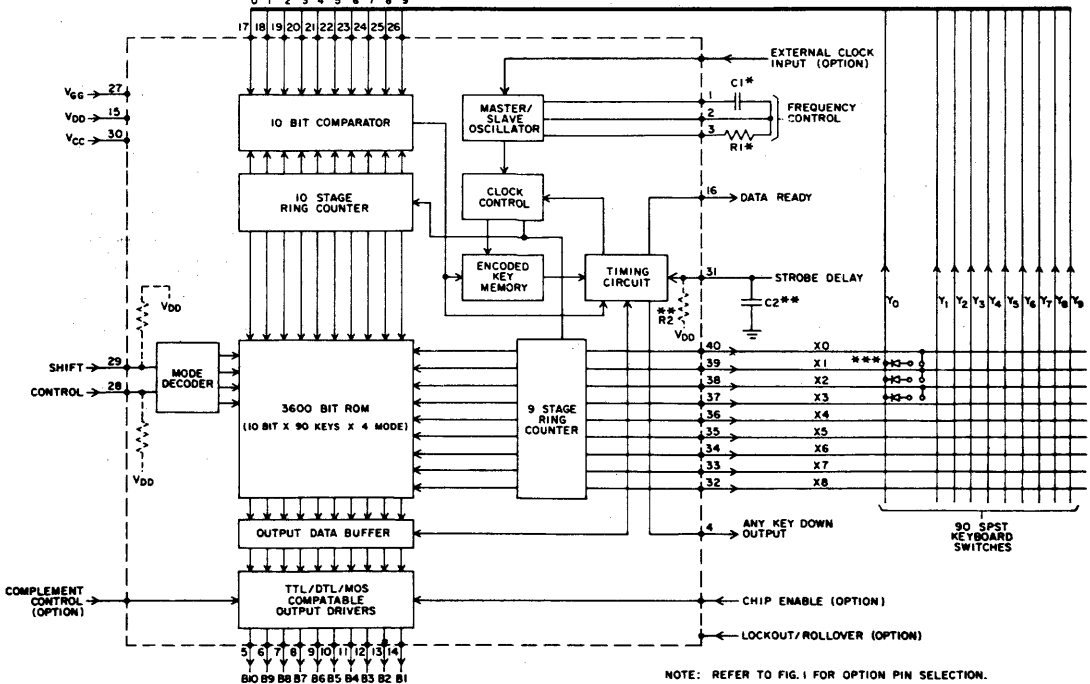 0 1 2 3 4 5 6 7 8 9
17 18 19 20 21 22 23 24 25 26
EXTERNAL CLOCK
INPUT (OPTION)
V_GG 27
V_DD 15
V_CC 30
10 BIT COMPARATOR
MASTER/
SLAVE
OSCILLATOR
1
C1*
2
3
R1*
FREQUENCY
CONTROL
10 STAGE
RING COUNTER
CLOCK
CONTROL
16
DATA READY
ENCODED
KEY
MEMORY
TIMING
CIRCUIT
31
STROBE DELAY
C2**
**
R2
V_DD
V_DD
Y0 Y1 Y2 Y3 Y4 Y5 Y6 Y7 Y8 Y9
SHIFT 29
CONTROL 28
MODE
DECODER
V_DD
3600 BIT ROM
(10 BIT X 90 KEYS X 4 MODE)
9 STAGE
RING
COUNTER
40 X0
39 X1 ***
38 X2
37 X3
36 X4
35 X5
34 X6
33 X7
32 X8
OUTPUT DATA BUFFER
4
ANY KEY DOWN
OUTPUT
90 SPST
KEYBOARD
SWITCHES
COMPLEMENT
CONTROL
(OPTION)
TTL/DTL/MOS
COMPATABLE
OUTPUT DRIVERS
CHIP ENABLE (OPTION)
LOCKOUT/ROLLOVER (OPTION)
5 6 7 8 9 10 11 12 13 14
B10 B9 B8 B7 B6 B5 B4 B3 B2 B1
NOTE: REFER TO FIG. 1 FOR OPTION PIN SELECTION.